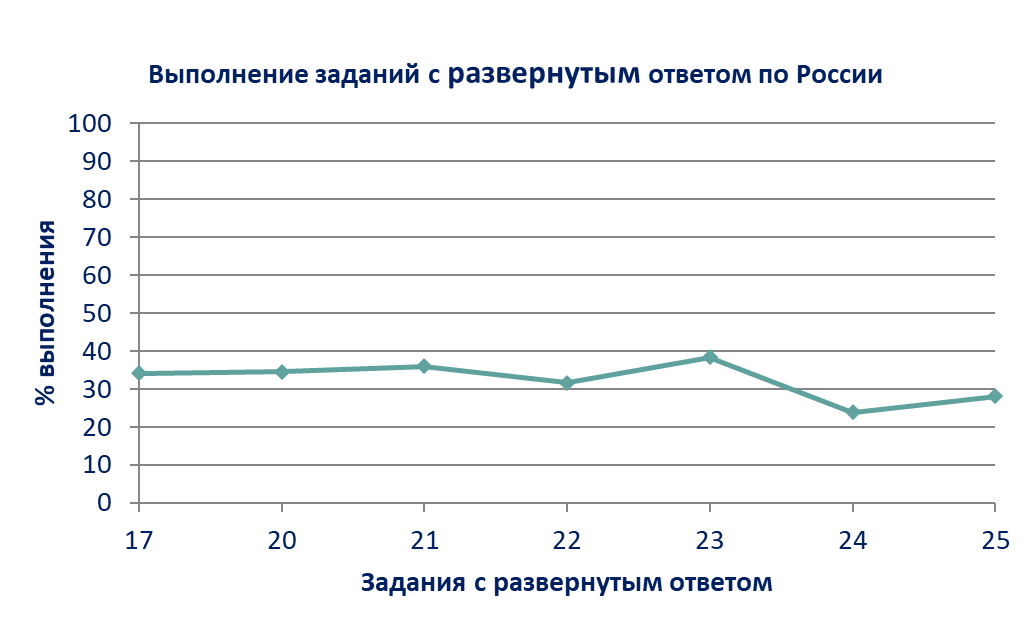 Выполнение заданий с развернутым ответом по России
100
90
80
70
60
50
40
30
20
10
0
% выполнения
17 20 21 22 23 24 25
Задания с развернутым ответом